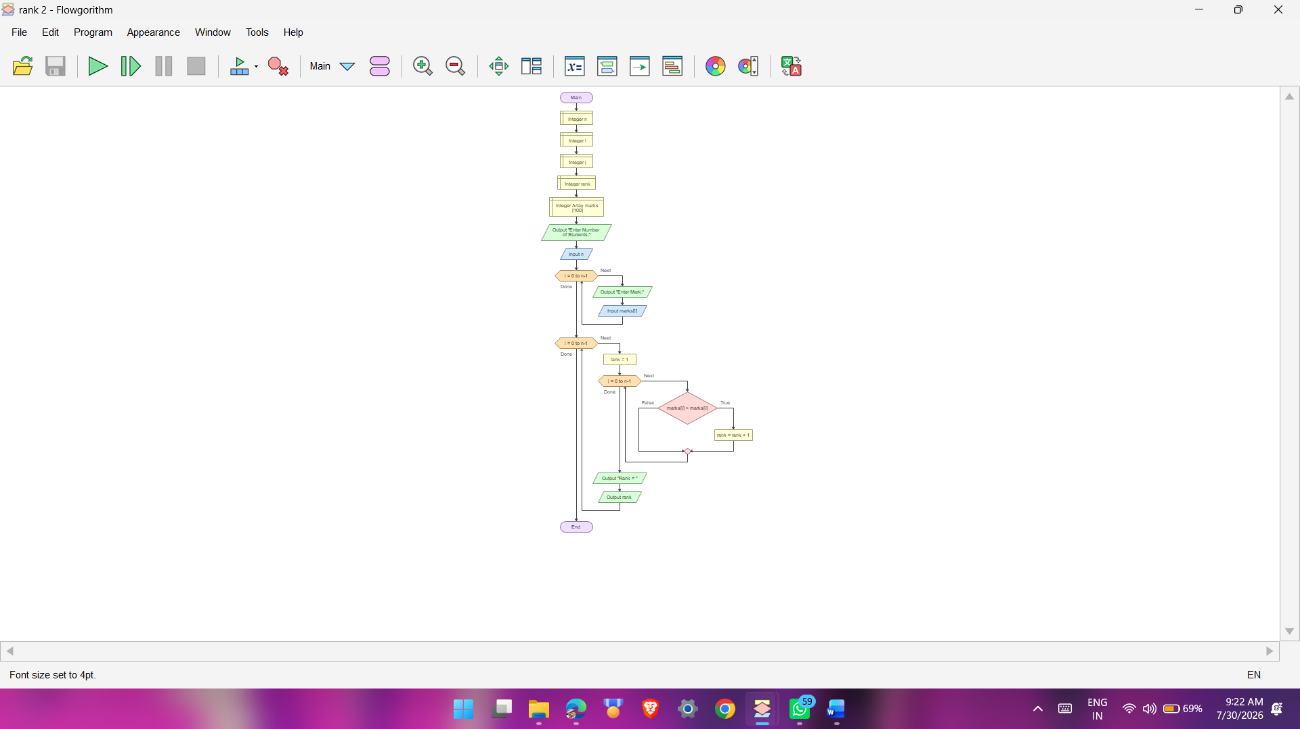 rank 2 - Flowgorithm
File Edit Program Appearance Window Tools Help
Main
Main
Integer n
Integer i
Integer j
Integer rank
Integer Array marks
[100]
Output "Enter Number
of Students:"
Input n
i = 0 to n-1
Next
Done
Output "Enter Mark:"
Input marks[i]
i = 0 to n-1
Next
Done
rank = 1
j = 0 to n-1
Next
Done
False
True
rank = rank + 1
Output "Rank = "
Output rank
End
Font size set to 4pt.
EN
59
ENG
IN
69%
9:22 AM
7/30/2026